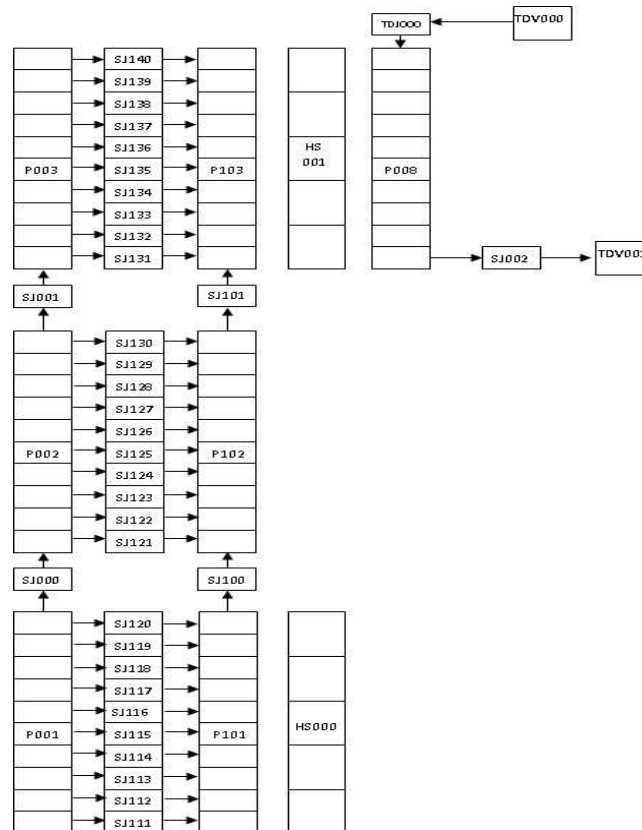 TDJ000 TDV000
SJ140
SJ139
SJ138
SJ137
SJ136 HS
001
P003 SJ135 P103 P008
SJ134
SJ133
SJ132
SJ131 SJ002 TDV001
SJ001 SJ101
SJ130
SJ129
SJ128
SJ127
SJ126
P002 SJ125 P102
SJ124
SJ123
SJ122
SJ121
SJ000 SJ100
SJ120
SJ119
SJ118
SJ117
SJ116
P001 SJ115 P101 HS000
SJ114
SJ113
SJ112
SJ111